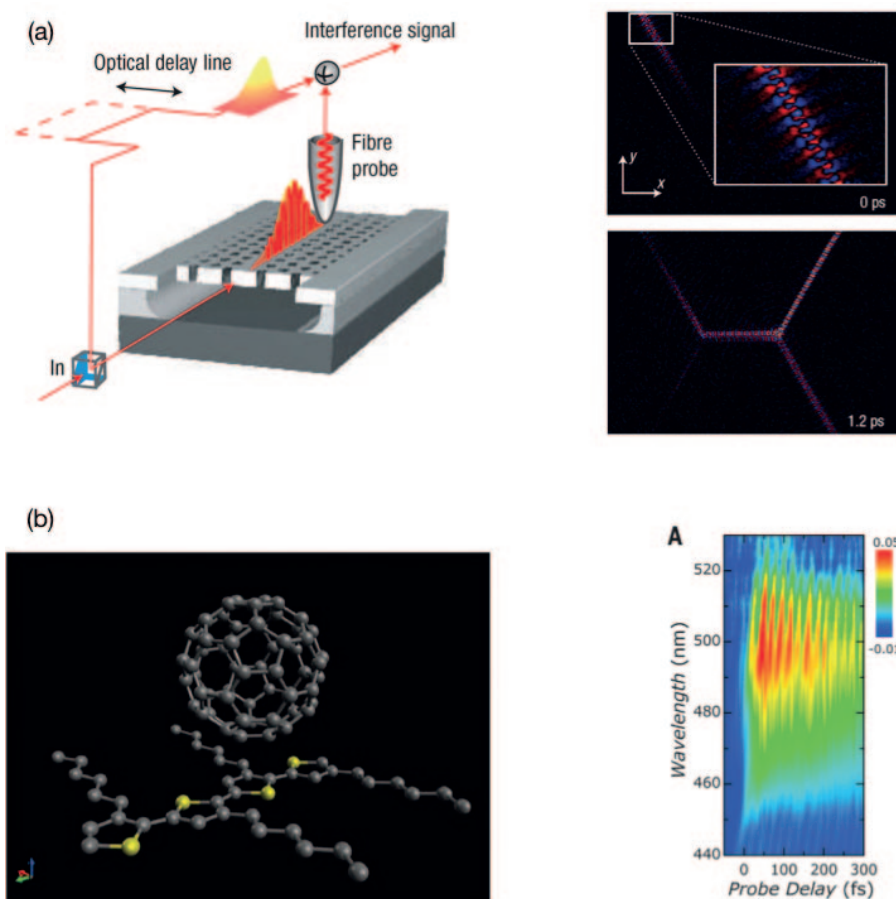 (a)
Interference signal
Optical delay line
Fibre
probe
In
y
x
0 ps
1.2 ps
(b)
A
0.05
-0.01
520
500
480
460
440
Wavelength (nm)
0 100 200 300
Probe Delay (fs)